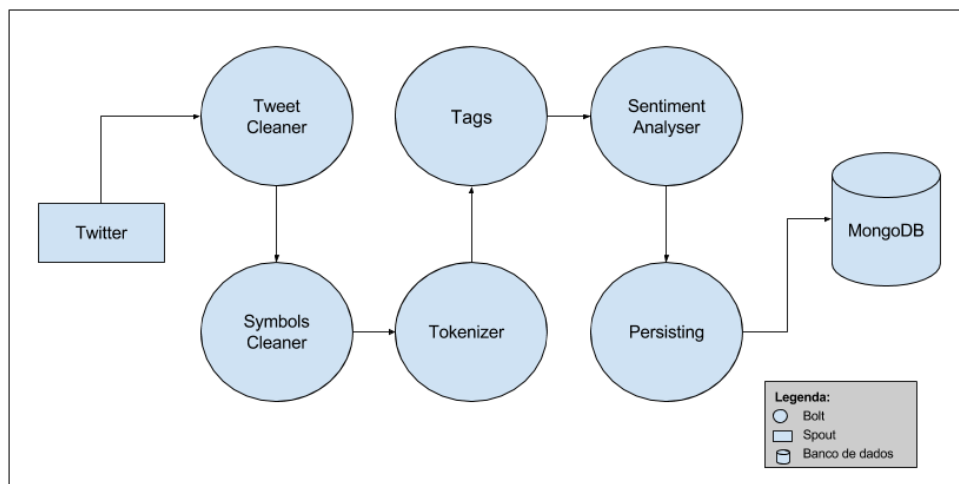 Twitter
Tweet
Cleaner
Symbols
Cleaner
Tokenizer
Tags
Sentiment
Analyser
Persisting
MongoDB
Legenda:
Bolt
Spout
Banco de dados